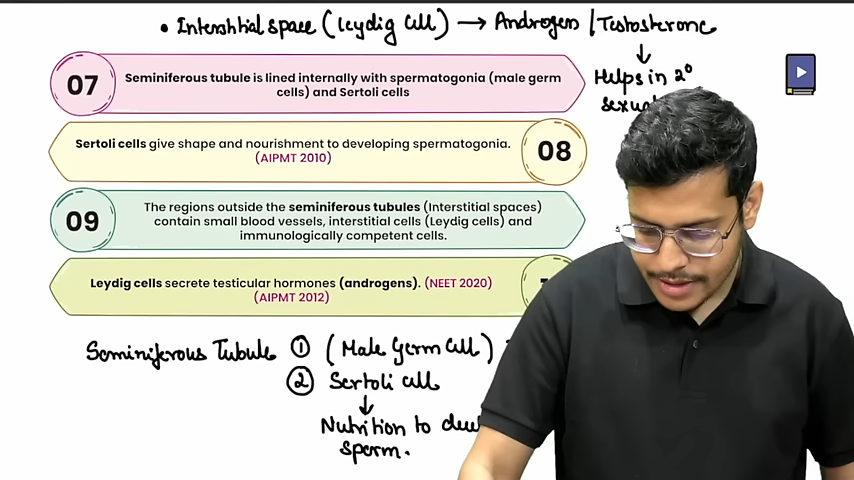 • Interstitial space (leydig cell) → Androgens / Testosterone
↓
Helps in 2°
07
Seminiferous tubule is lined internally with spermatogonia (male germ
cells) and Sertoli cells
Sertoli cells give shape and nourishment to developing spermatogonia.
(AIPMT 2010)
08
09
The regions outside the seminiferous tubules (Interstitial spaces)
contain small blood vessels, interstitial cells (Leydig cells) and
immunologically competent cells.
Leydig cells secrete testicular hormones (androgens). (NEET 2020)
(AIPMT 2012)
Seminiferous Tubule ① (Male Germ Cell)
② Sertoli cell
↓
Nutrition to
sperm.